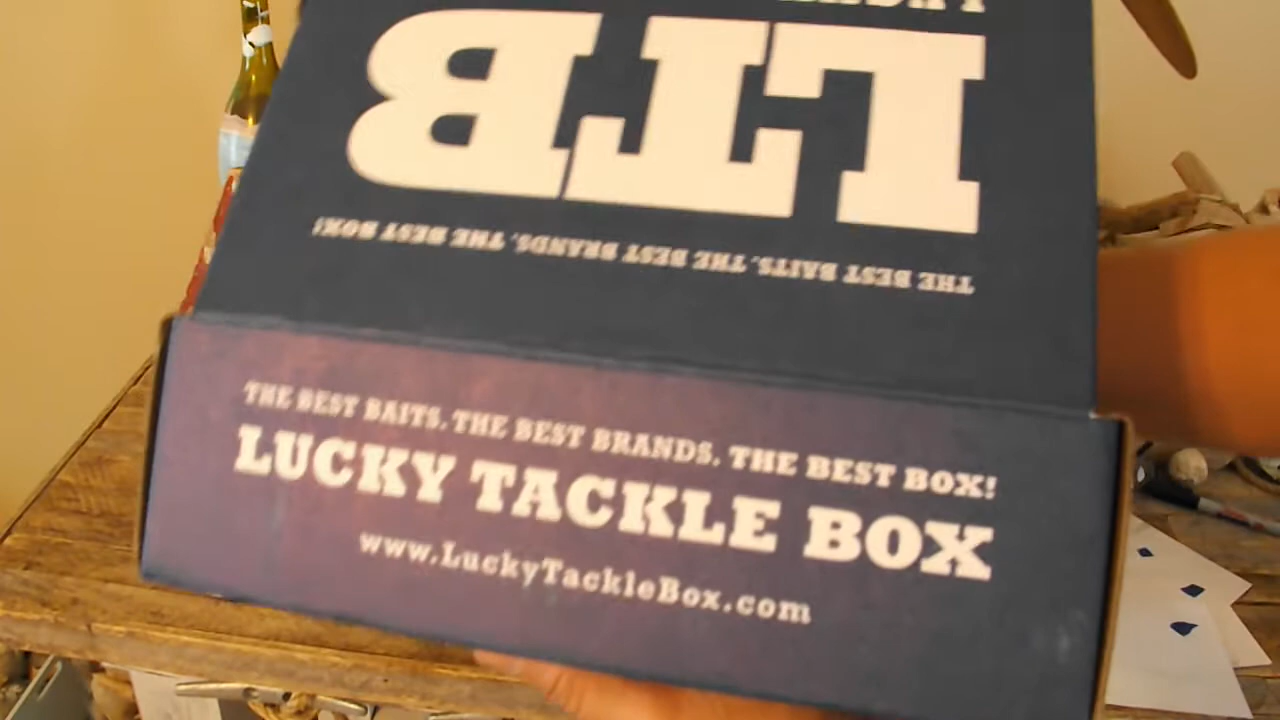 LTB
THE BEST BAITS. THE BEST BRANDS. THE BEST BOX!
THE BEST BAITS. THE BEST BRANDS. THE BEST BOX!
LUCKY TACKLE BOX
www.LuckyTackleBox.com